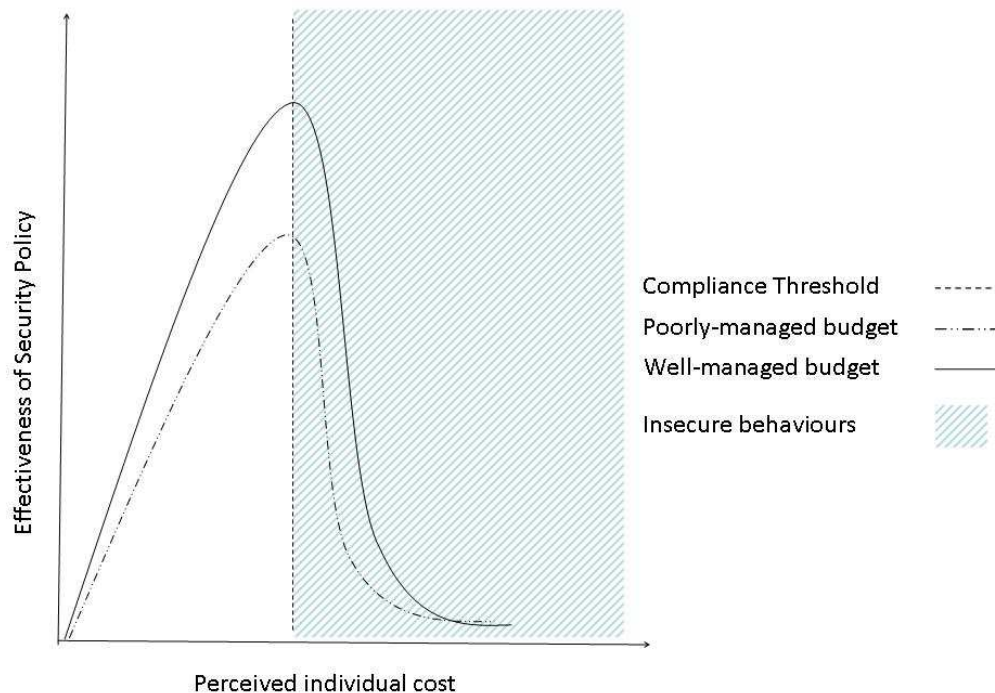 Effectiveness of Security Policy
Compliance Threshold
Poorly-managed budget
Well-managed budget
Insecure behaviours
Perceived individual cost